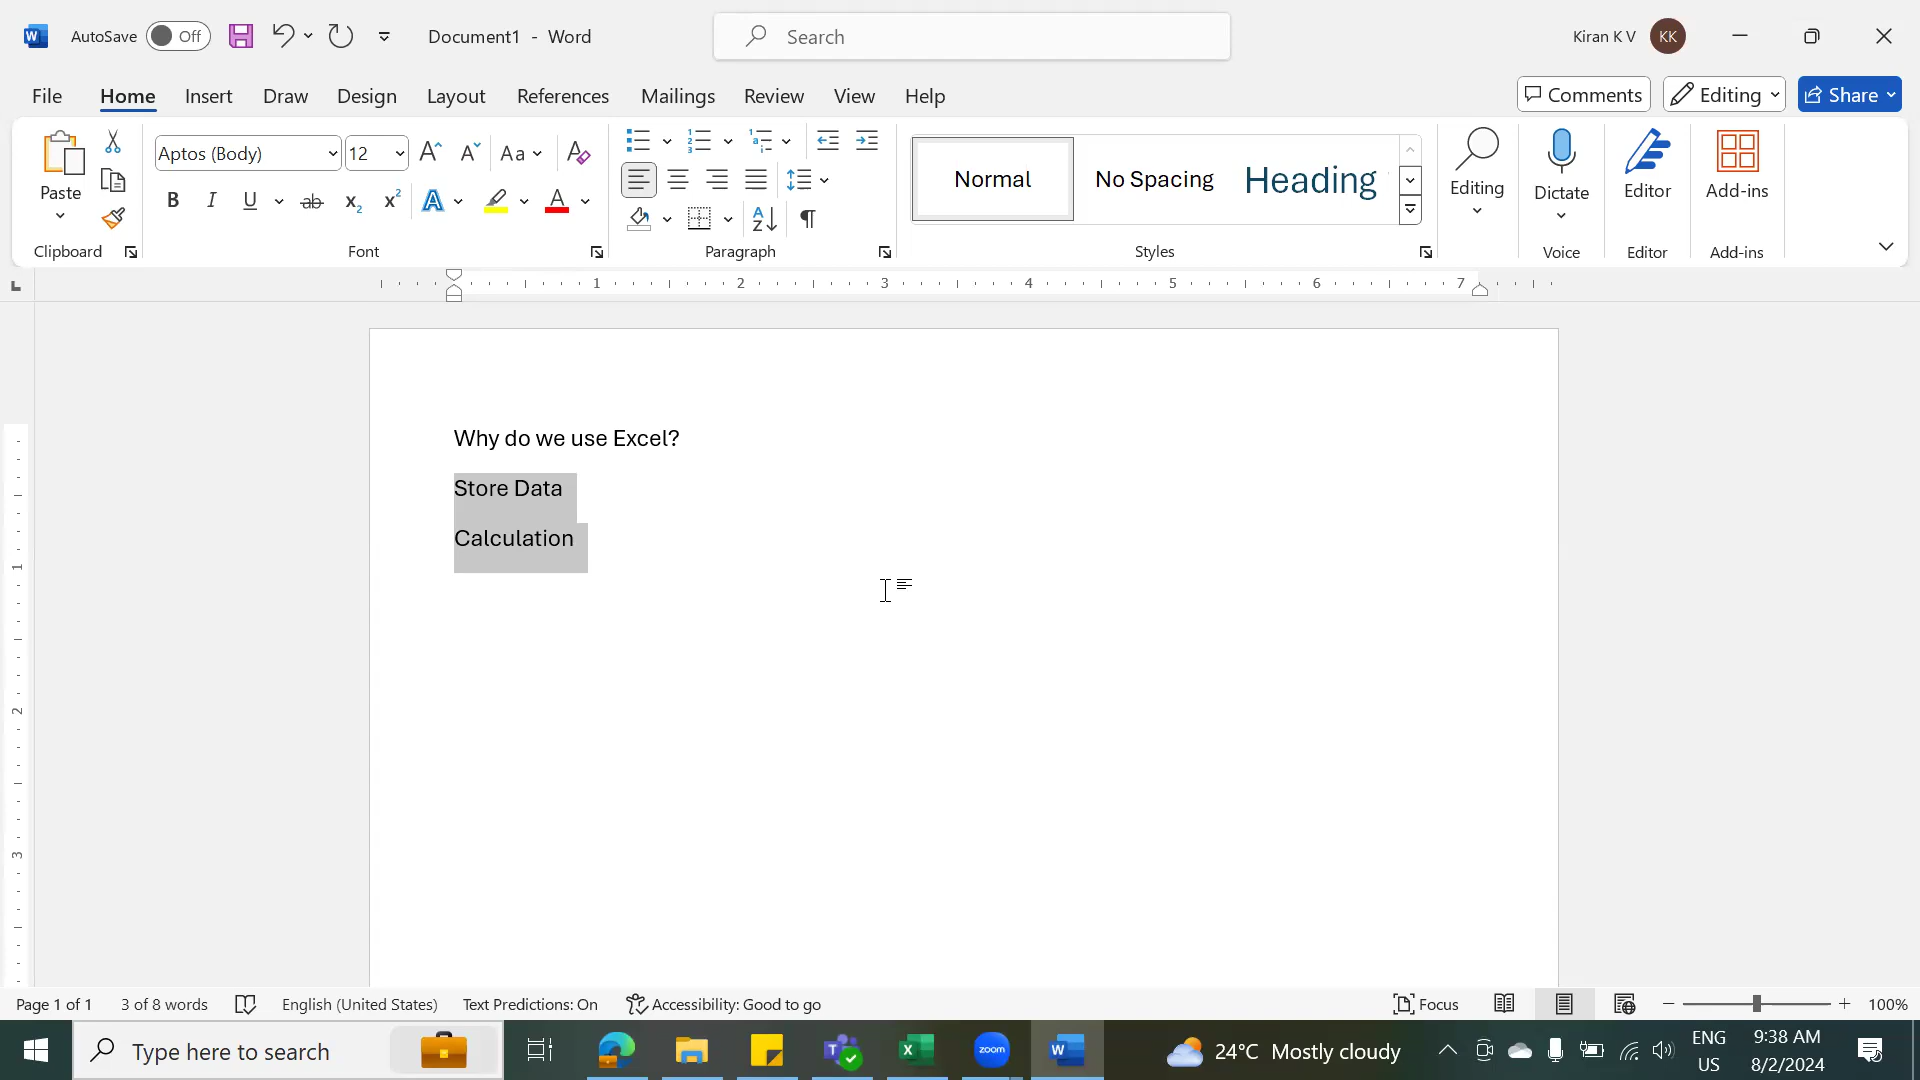 AutoSave Off Document1 - Word Search Kiran K V KK
File Home Insert Draw Design Layout References Mailings Review View Help Comments Editing Share
Paste Aptos (Body) 12 Normal No Spacing Heading Editing Dictate Editor Add-ins
Clipboard Font Paragraph Styles Voice Editor Add-ins
1 2 3 4 5 6 7
Why do we use Excel?
Store Data
Calculation
1
2
3
Page 1 of 1 3 of 8 words English (United States) Text Predictions: On Accessibility: Good to go Focus 100%
Type here to search zoom 24°C Mostly cloudy ENG US 9:38 AM 8/2/2024